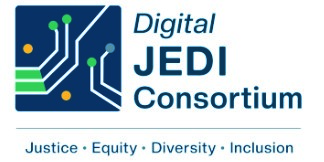 Digital
JEDI
Consortium
Justice • Equity • Diversity • Inclusion